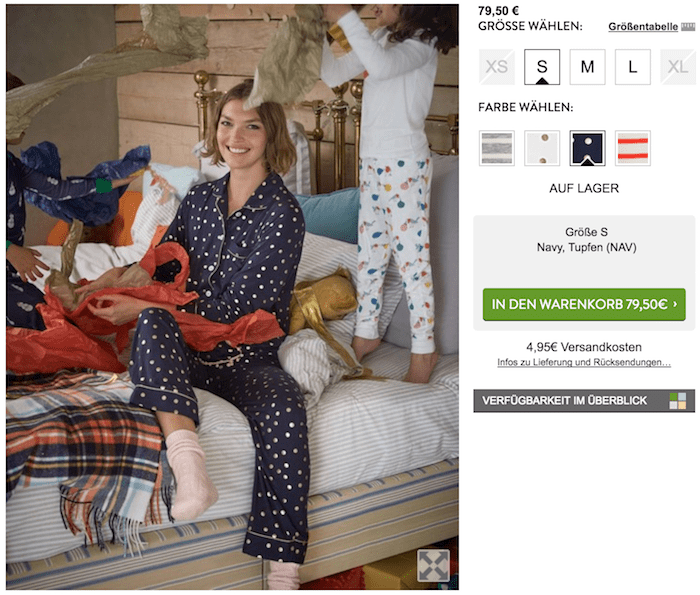 79,50 €
GRÖSSE WÄHLEN: Größentabelle
XS S M L XL
FARBE WÄHLEN:
AUF LAGER
Größe S
Navy, Tupfen (NAV)
IN DEN WARENKORB 79,50€ ›
4,95€ Versandkosten
Infos zu Lieferung und Rücksendungen…
VERFÜGBARKEIT IM ÜBERBLICK